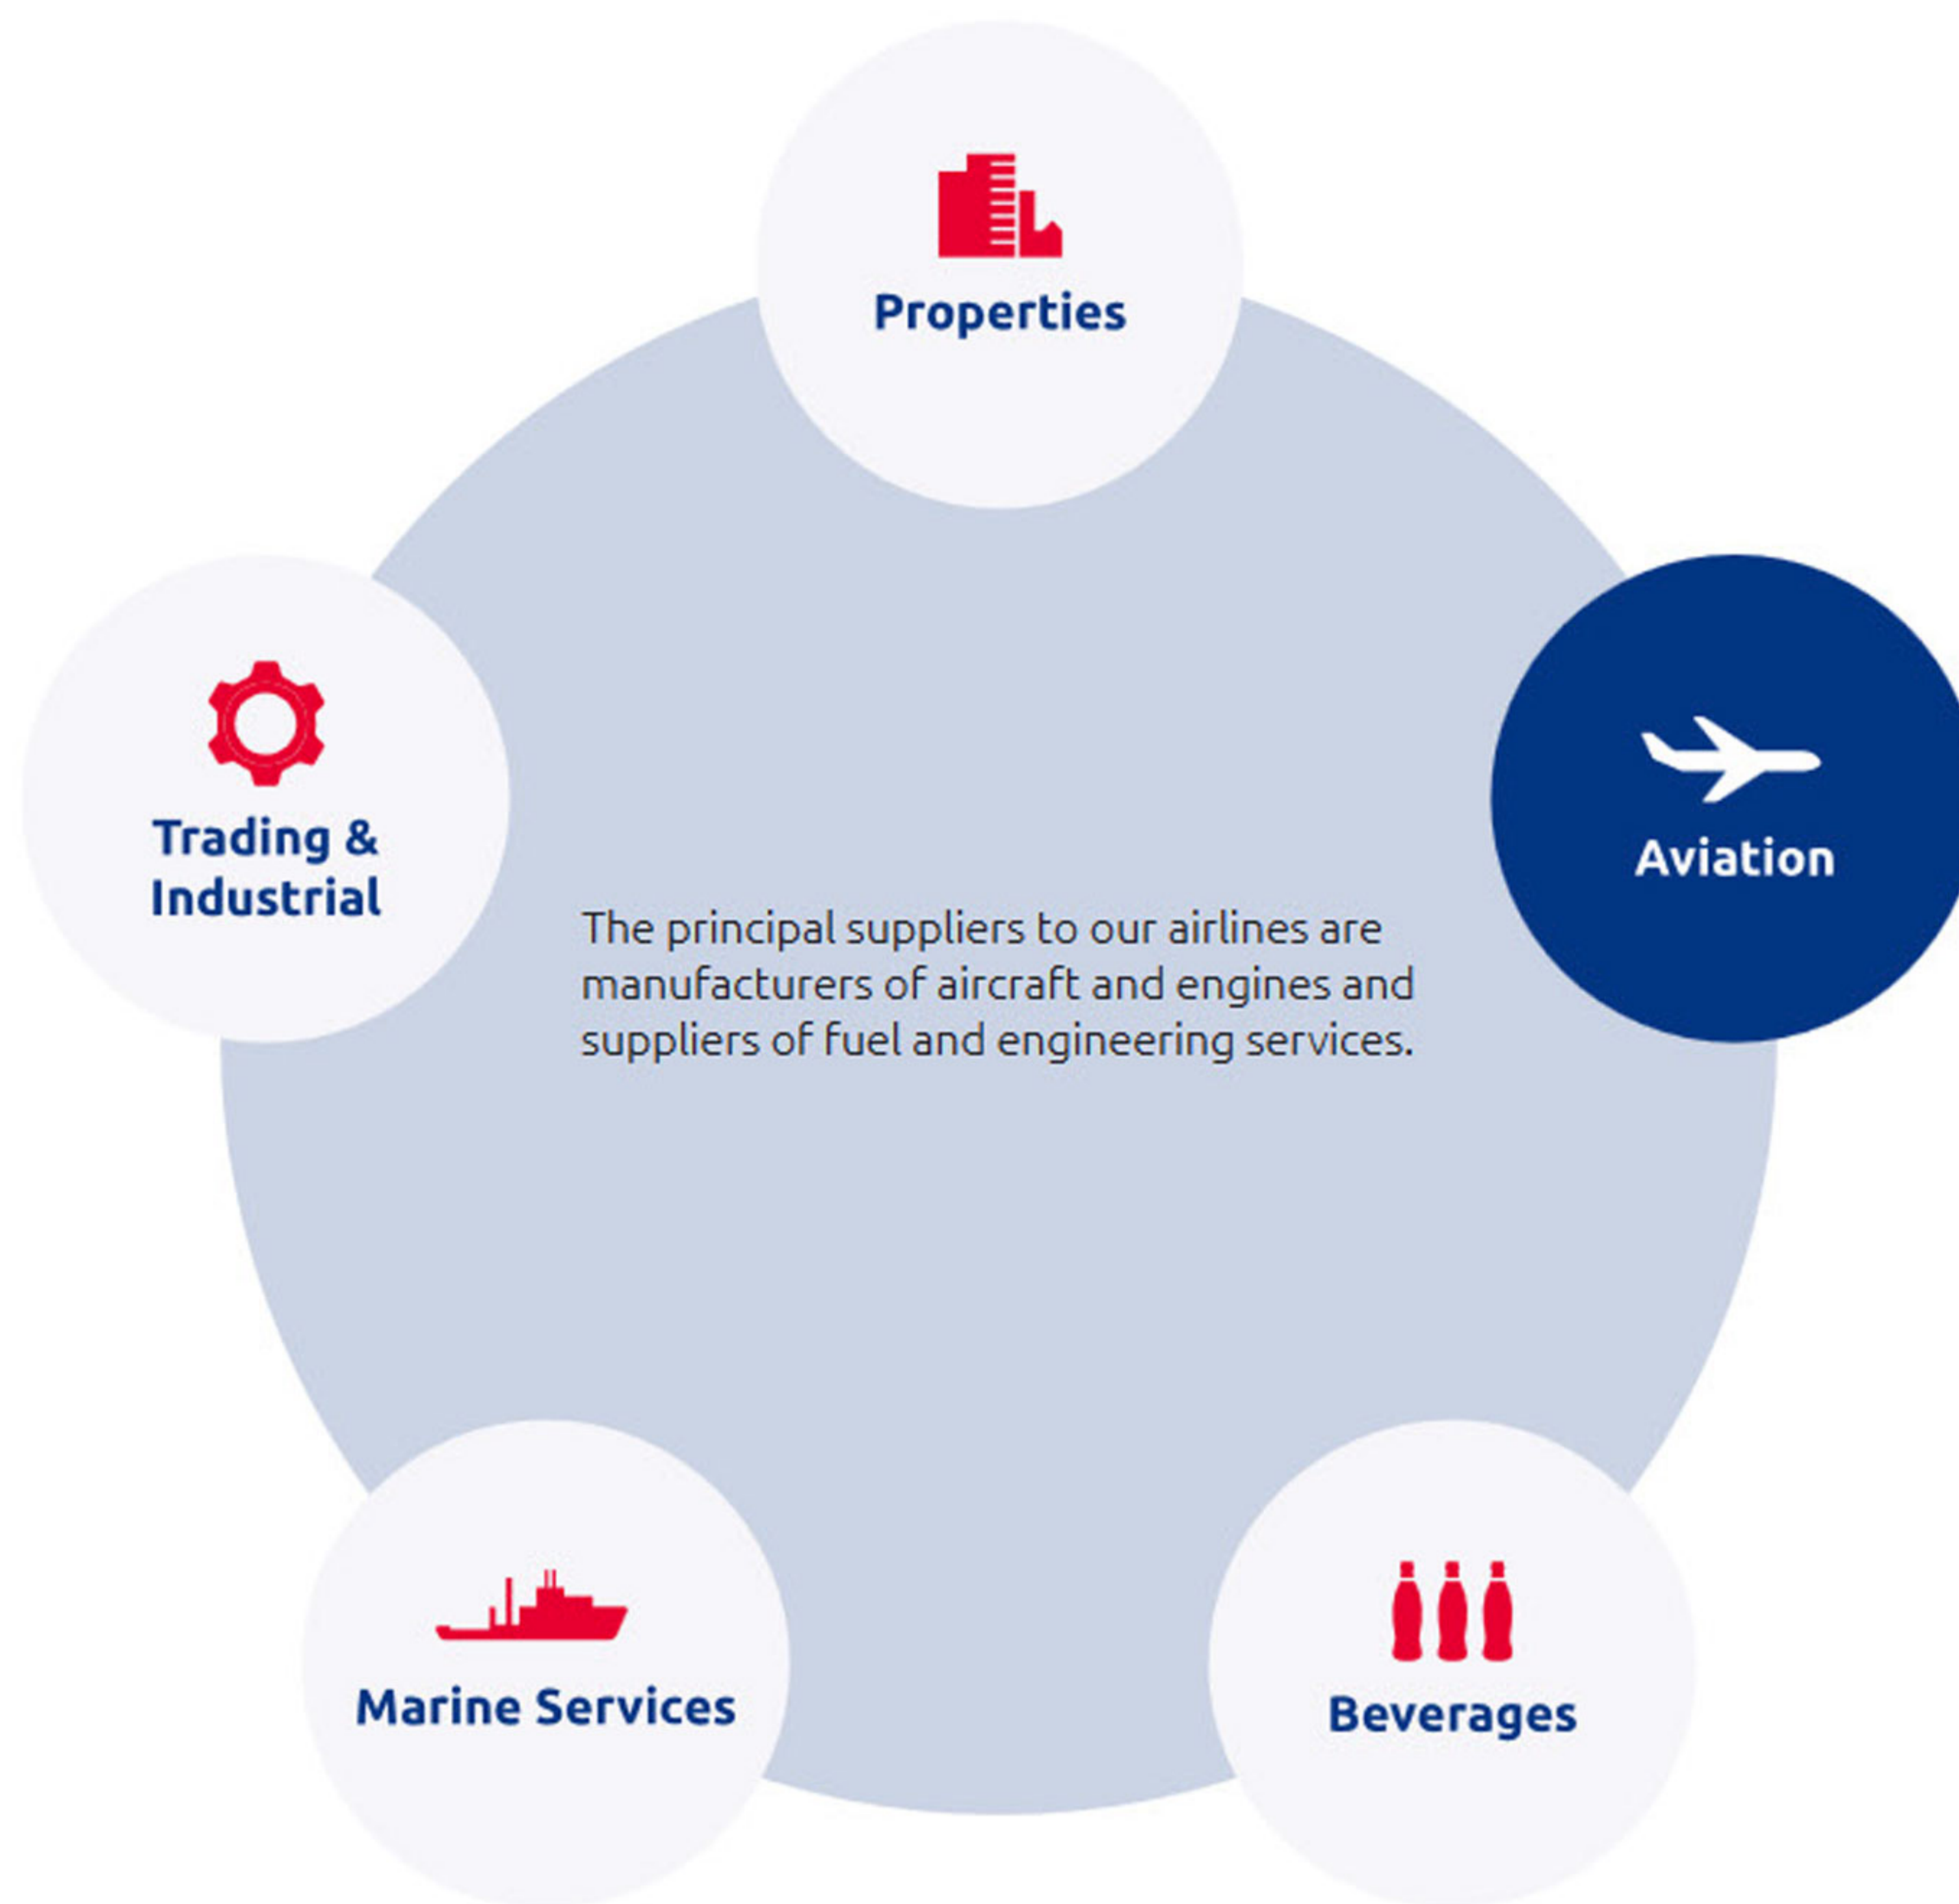 Properties
Aviation
Trading &
Industrial
The principal suppliers to our airlines are
manufacturers of aircraft and engines and
suppliers of fuel and engineering services.
Marine Services
Beverages